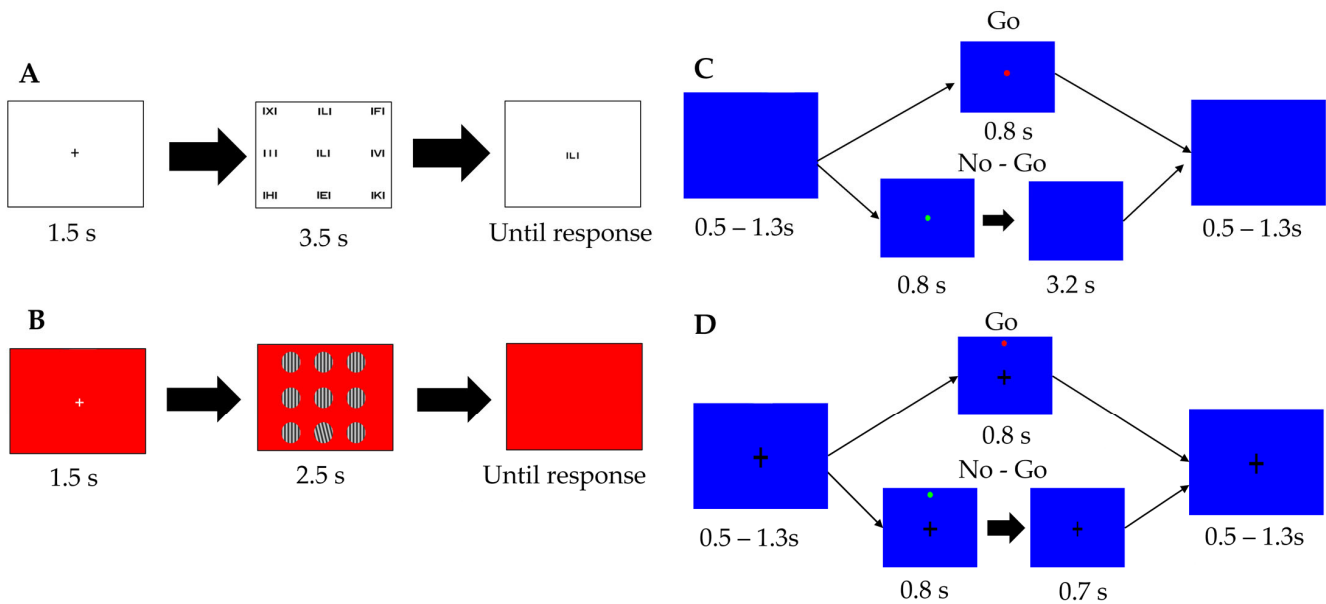 A
IXI ILI IFI
III ILI IVI
IHI IEI IKI
ILI
1.5 s
3.5 s
Until response
B
1.5 s
2.5 s
Until response
C
Go
0.8 s
No - Go
0.5 – 1.3s
0.8 s
3.2 s
0.5 – 1.3s
D
Go
0.8 s
No - Go
0.5 – 1.3s
0.8 s
0.7 s
0.5 – 1.3s